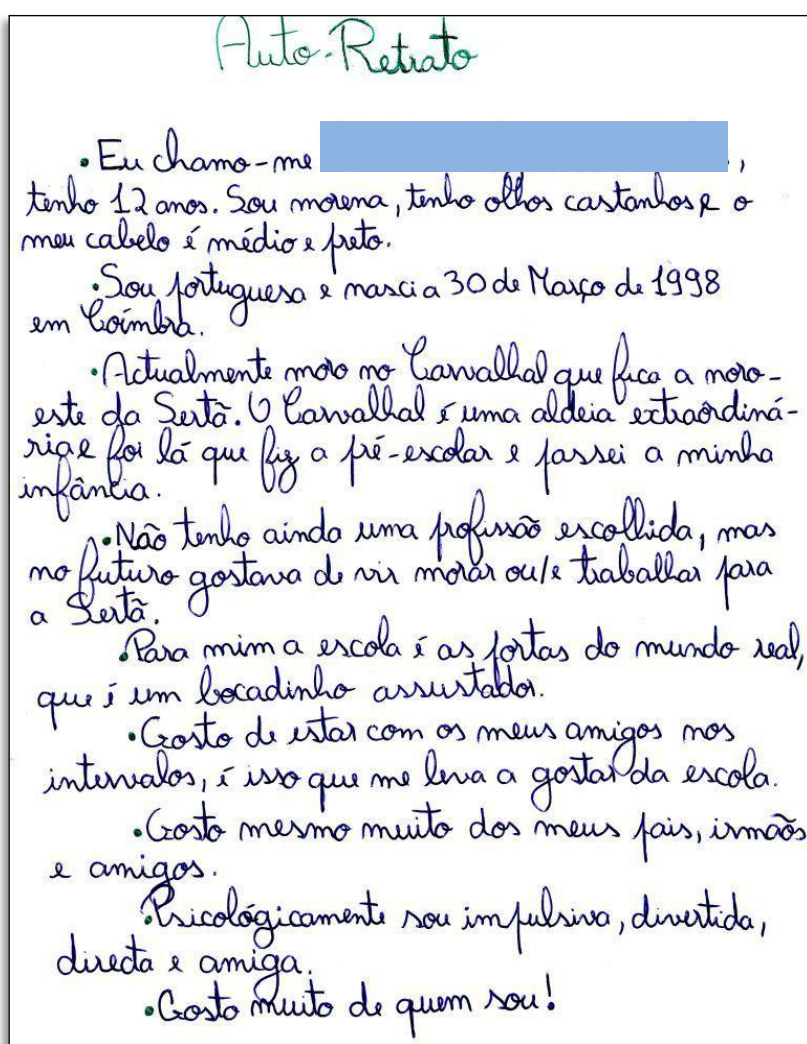 Auto-Retrato
• Eu chamo-me ,
tenho 12 anos. Sou morena, tenho olhos castanhos e o
meu cabelo é médio e preto.
• Sou portuguesa e nasci a 30 de Março de 1998
em Coimbra.
• Actualmente moro no Carvalhal que fica a noro-
este da Sertã. O Carvalhal é uma aldeia extraordiná-
ria e foi lá que fiz a pré-escolar e passei a minha
infância.
• Não tenho ainda uma profissão escolhida, mas
no futuro gostava de vir morar ou/e trabalhar para
a Sertã.
• Para mim a escola é as portas do mundo real,
que é um bocadinho assustador.
• Gosto de estar com os meus amigos nos
intervalos, é isso que me leva a gostar da escola.
• Gosto mesmo muito dos meus pais, irmãos
e amigos.
• Psicológicamente sou impulsiva, divertida,
directa e amiga.
• Gosto muito de quem sou!